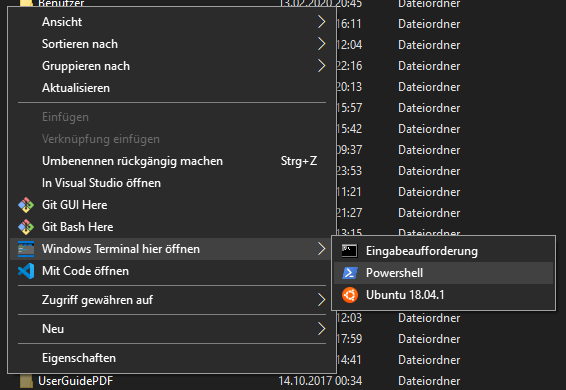 Benutzer 13.02.2020 20:45 Dateiordner
Ansicht 16:11 Dateiordner
Sortieren nach 12:04 Dateiordner
Gruppieren nach 22:16 Dateiordner
Aktualisieren 20:13 Dateiordner
15:57 Dateiordner
Einfügen 15:42 Dateiordner
Verknüpfung einfügen 09:37 Dateiordner
Umbenennen rückgängig machen Strg+Z 23:53 Dateiordner
In Visual Studio öffnen 11:21 Dateiordner
Git GUI Here 21:27 Dateiordner
Git Bash Here 13:15 Dateiordner
Windows Terminal hier öffnen
Eingabeaufforderung
Mit Code öffnen
Powershell
Ubuntu 18.04.1
Zugriff gewähren auf
Neu 12:03 Dateiordner
17:59 Dateiordner
Eigenschaften 14:41 Dateiordner
UserGuidePDF 14.10.2017 00:34 Dateiordner